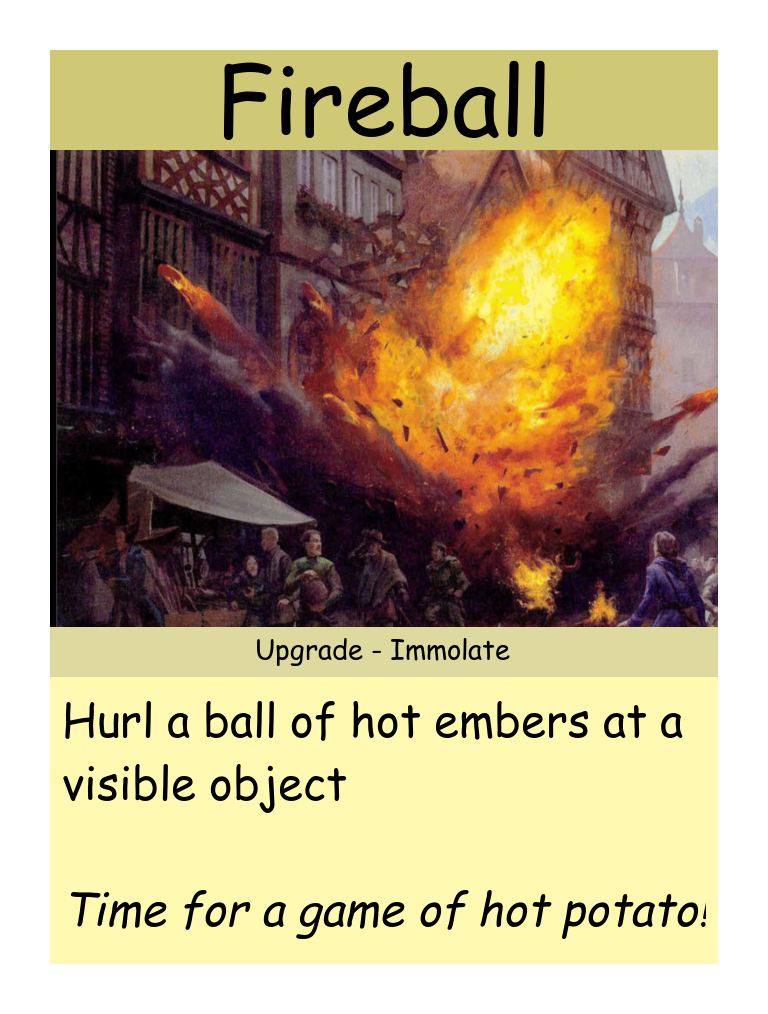 Fireball
Upgrade - Immolate
Hurl a ball of hot embers at a
visible object
Time for a game of hot potato!